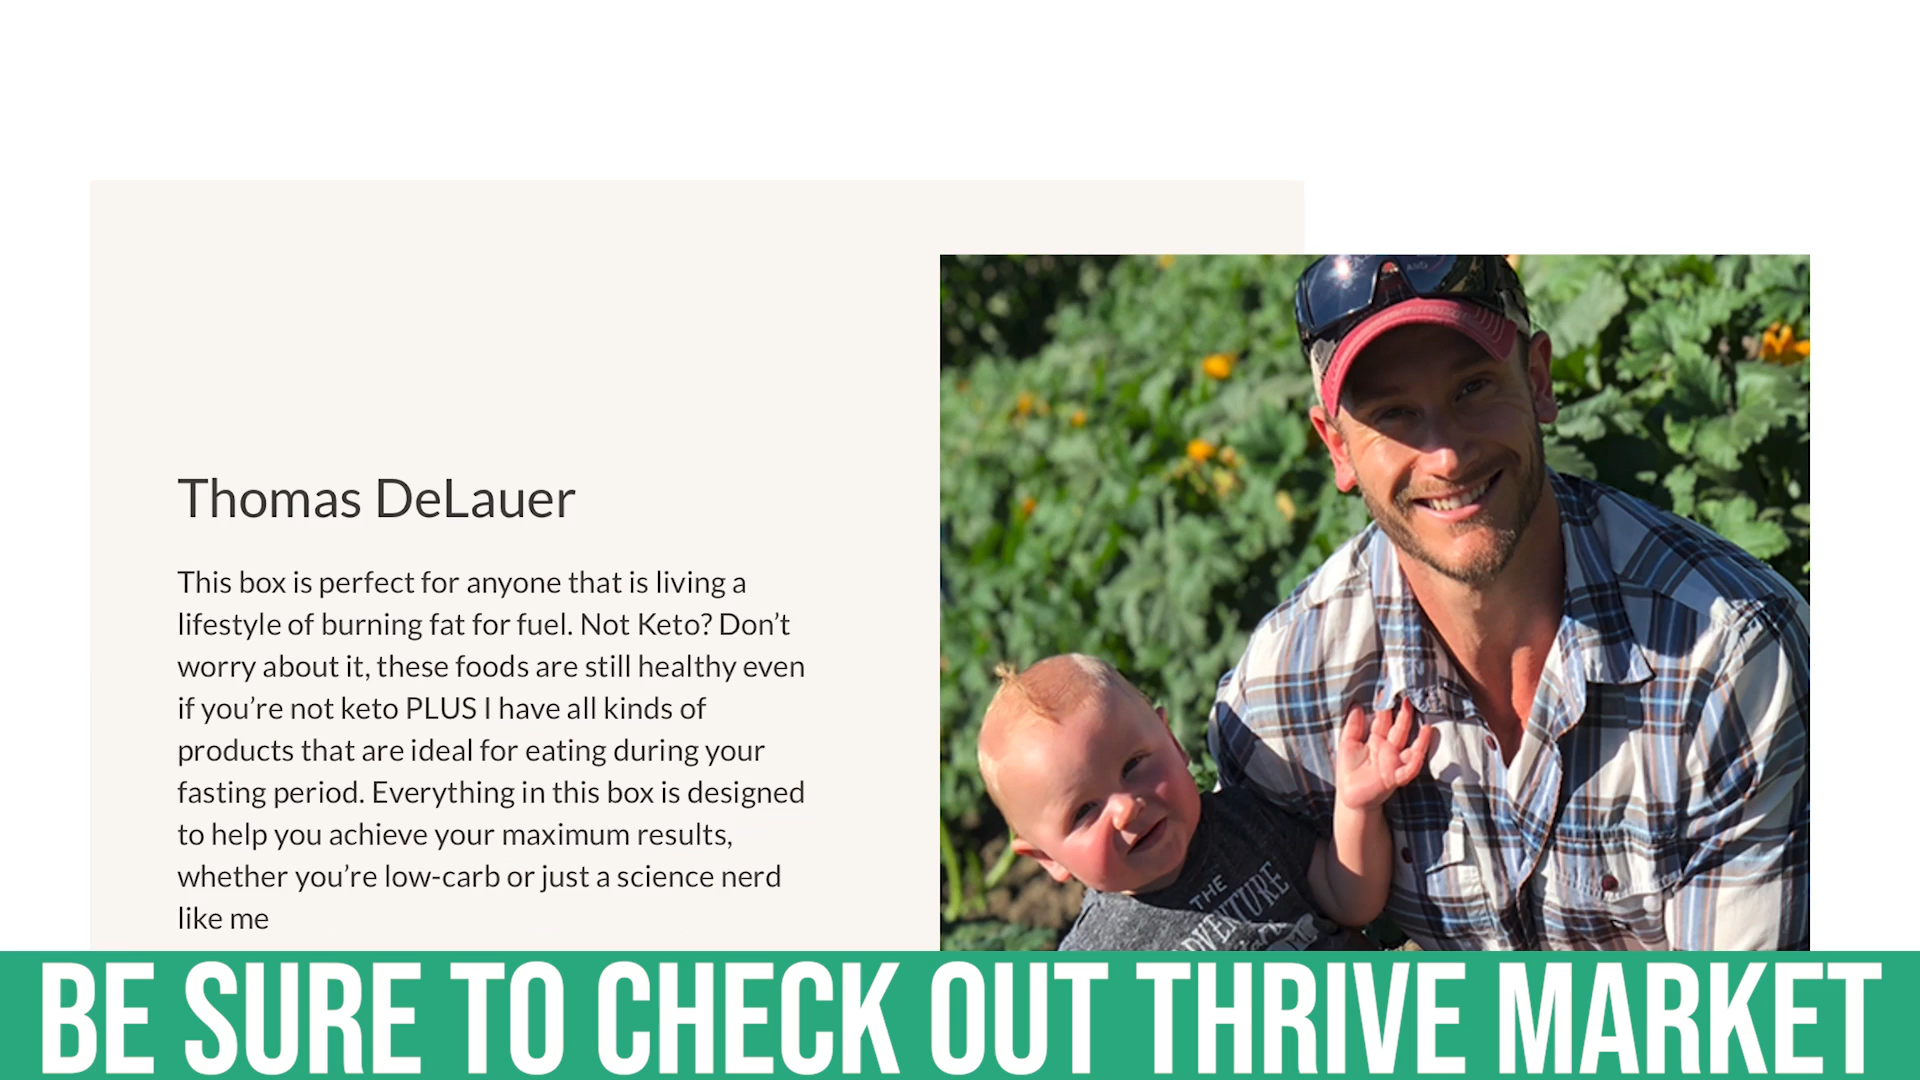 Thomas DeLauer
This box is perfect for anyone that is living a
lifestyle of burning fat for fuel. Not Keto? Don’t
worry about it, these foods are still healthy even
if you’re not keto PLUS I have all kinds of
products that are ideal for eating during your
fasting period. Everything in this box is designed
to help you achieve your maximum results,
whether you’re low-carb or just a science nerd
like me
THE
ADVENTURE
BE SURE TO CHECK OUT THRIVE MARKET